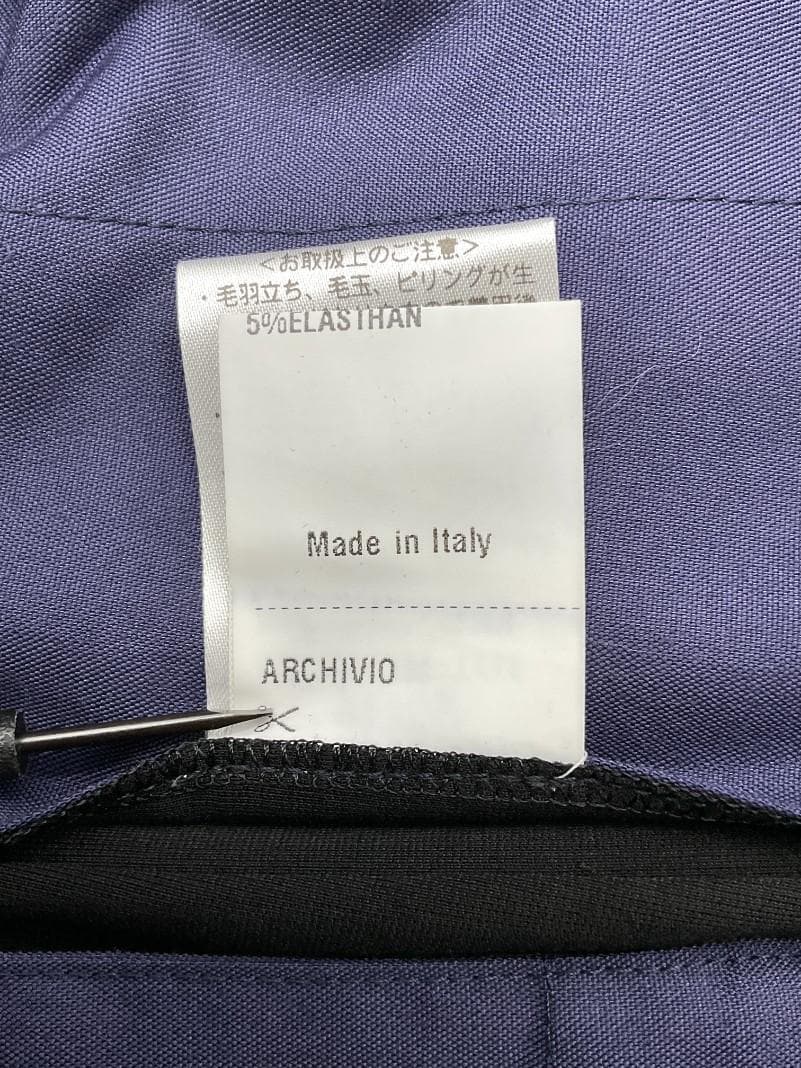 <お取扱上のご注意>
・毛羽立ち、毛玉、ピリングが生
5%ELASTHAN
Made in Italy
ARCHIVIO